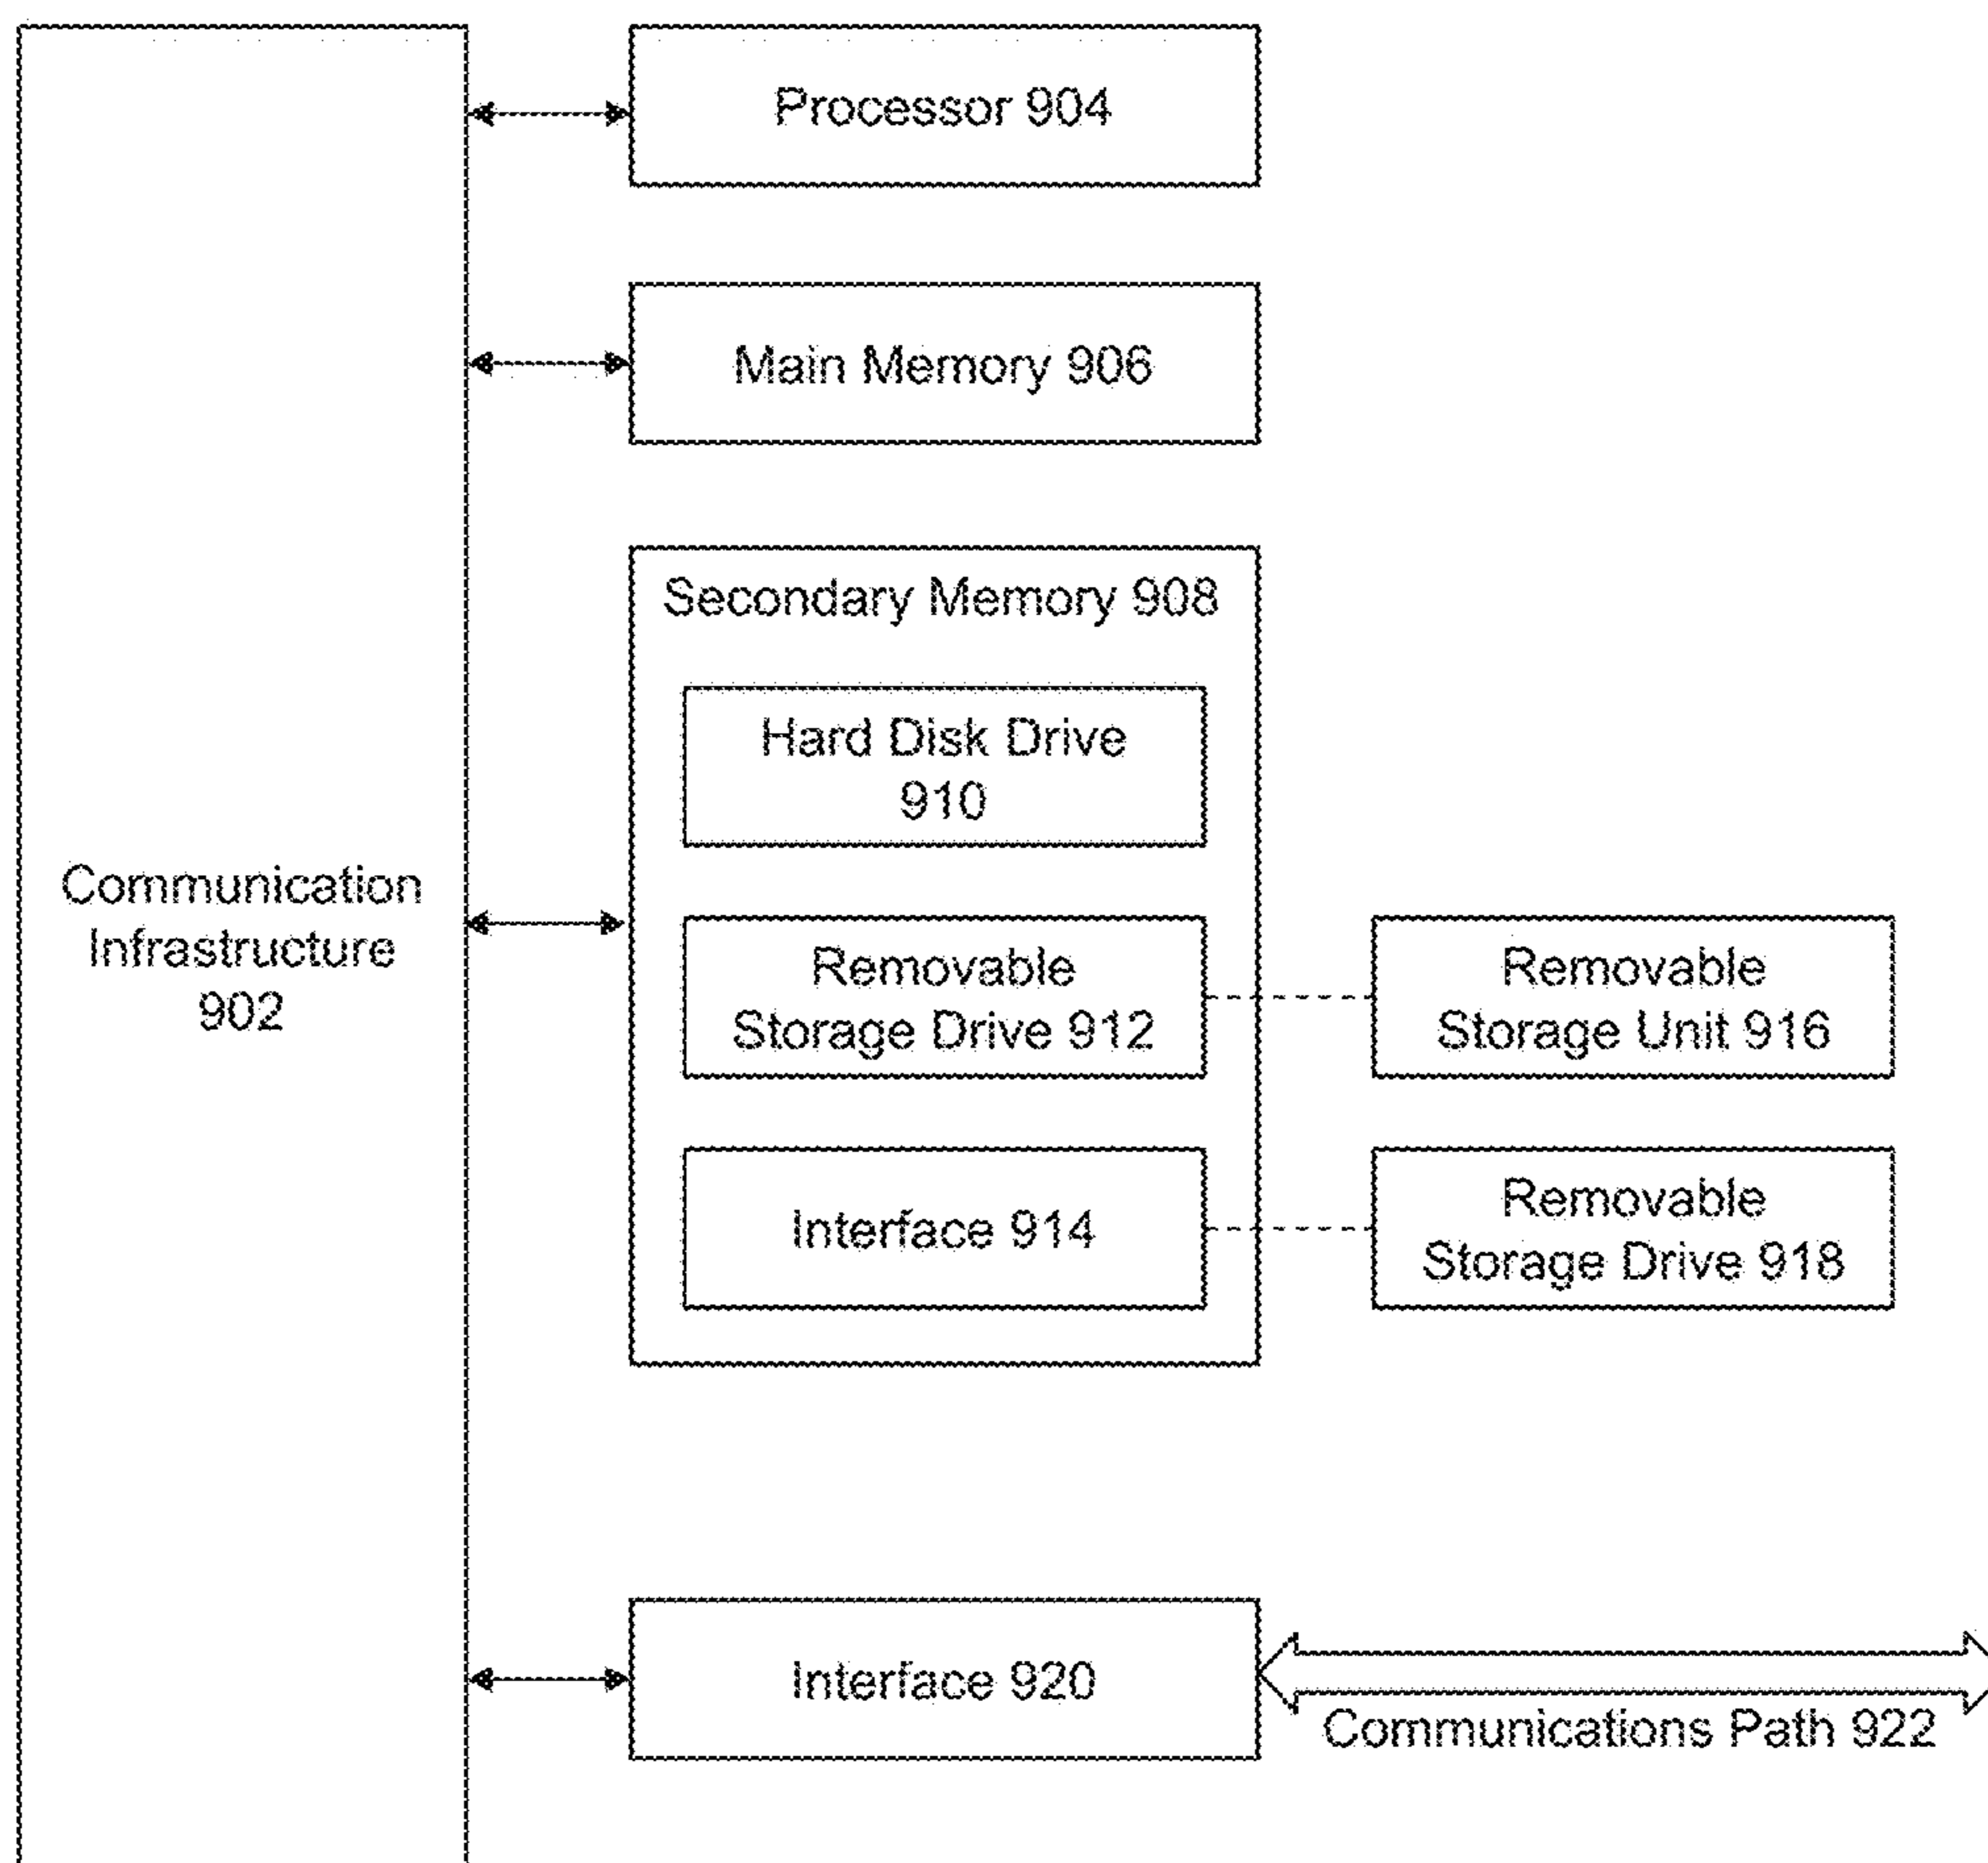 Processor 904
Main Memory 906
Secondary Memory 908
Hard Disk Drive
910
Communication
Infrastructure
902
Removable
Storage Drive 912
Removable
Storage Unit 916
Interface 914
Removable
Storage Drive 918
Interface 920
Communications Path 922